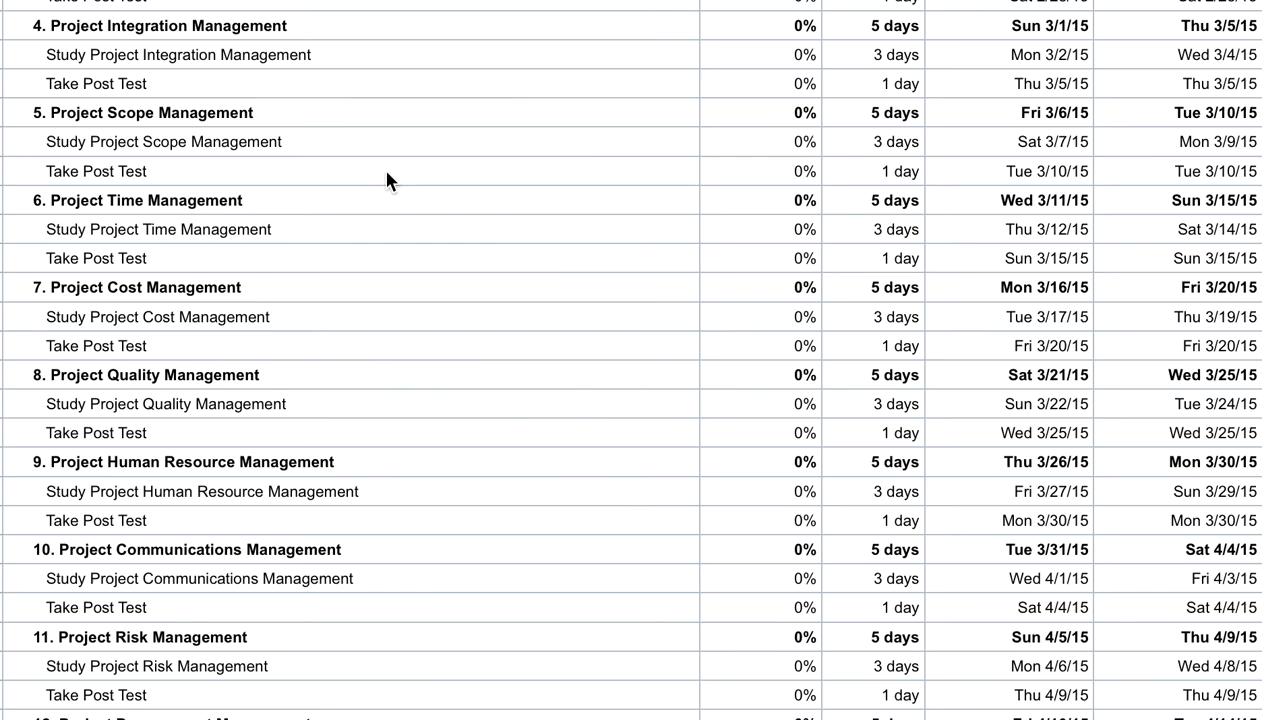 4. Project Integration Management 0% 5 days Sun 3/1/15 Thu 3/5/15
Study Project Integration Management 0% 3 days Mon 3/2/15 Wed 3/4/15
Take Post Test 0% 1 day Thu 3/5/15 Thu 3/5/15
5. Project Scope Management 0% 5 days Fri 3/6/15 Tue 3/10/15
Study Project Scope Management 0% 3 days Sat 3/7/15 Mon 3/9/15
Take Post Test 0% 1 day Tue 3/10/15 Tue 3/10/15
6. Project Time Management 0% 5 days Wed 3/11/15 Sun 3/15/15
Study Project Time Management 0% 3 days Thu 3/12/15 Sat 3/14/15
Take Post Test 0% 1 day Sun 3/15/15 Sun 3/15/15
7. Project Cost Management 0% 5 days Mon 3/16/15 Fri 3/20/15
Study Project Cost Management 0% 3 days Tue 3/17/15 Thu 3/19/15
Take Post Test 0% 1 day Fri 3/20/15 Fri 3/20/15
8. Project Quality Management 0% 5 days Sat 3/21/15 Wed 3/25/15
Study Project Quality Management 0% 3 days Sun 3/22/15 Tue 3/24/15
Take Post Test 0% 1 day Wed 3/25/15 Wed 3/25/15
9. Project Human Resource Management 0% 5 days Thu 3/26/15 Mon 3/30/15
Study Project Human Resource Management 0% 3 days Fri 3/27/15 Sun 3/29/15
Take Post Test 0% 1 day Mon 3/30/15 Mon 3/30/15
10. Project Communications Management 0% 5 days Tue 3/31/15 Sat 4/4/15
Study Project Communications Management 0% 3 days Wed 4/1/15 Fri 4/3/15
Take Post Test 0% 1 day Sat 4/4/15 Sat 4/4/15
11. Project Risk Management 0% 5 days Sun 4/5/15 Thu 4/9/15
Study Project Risk Management 0% 3 days Mon 4/6/15 Wed 4/8/15
Take Post Test 0% 1 day Thu 4/9/15 Thu 4/9/15